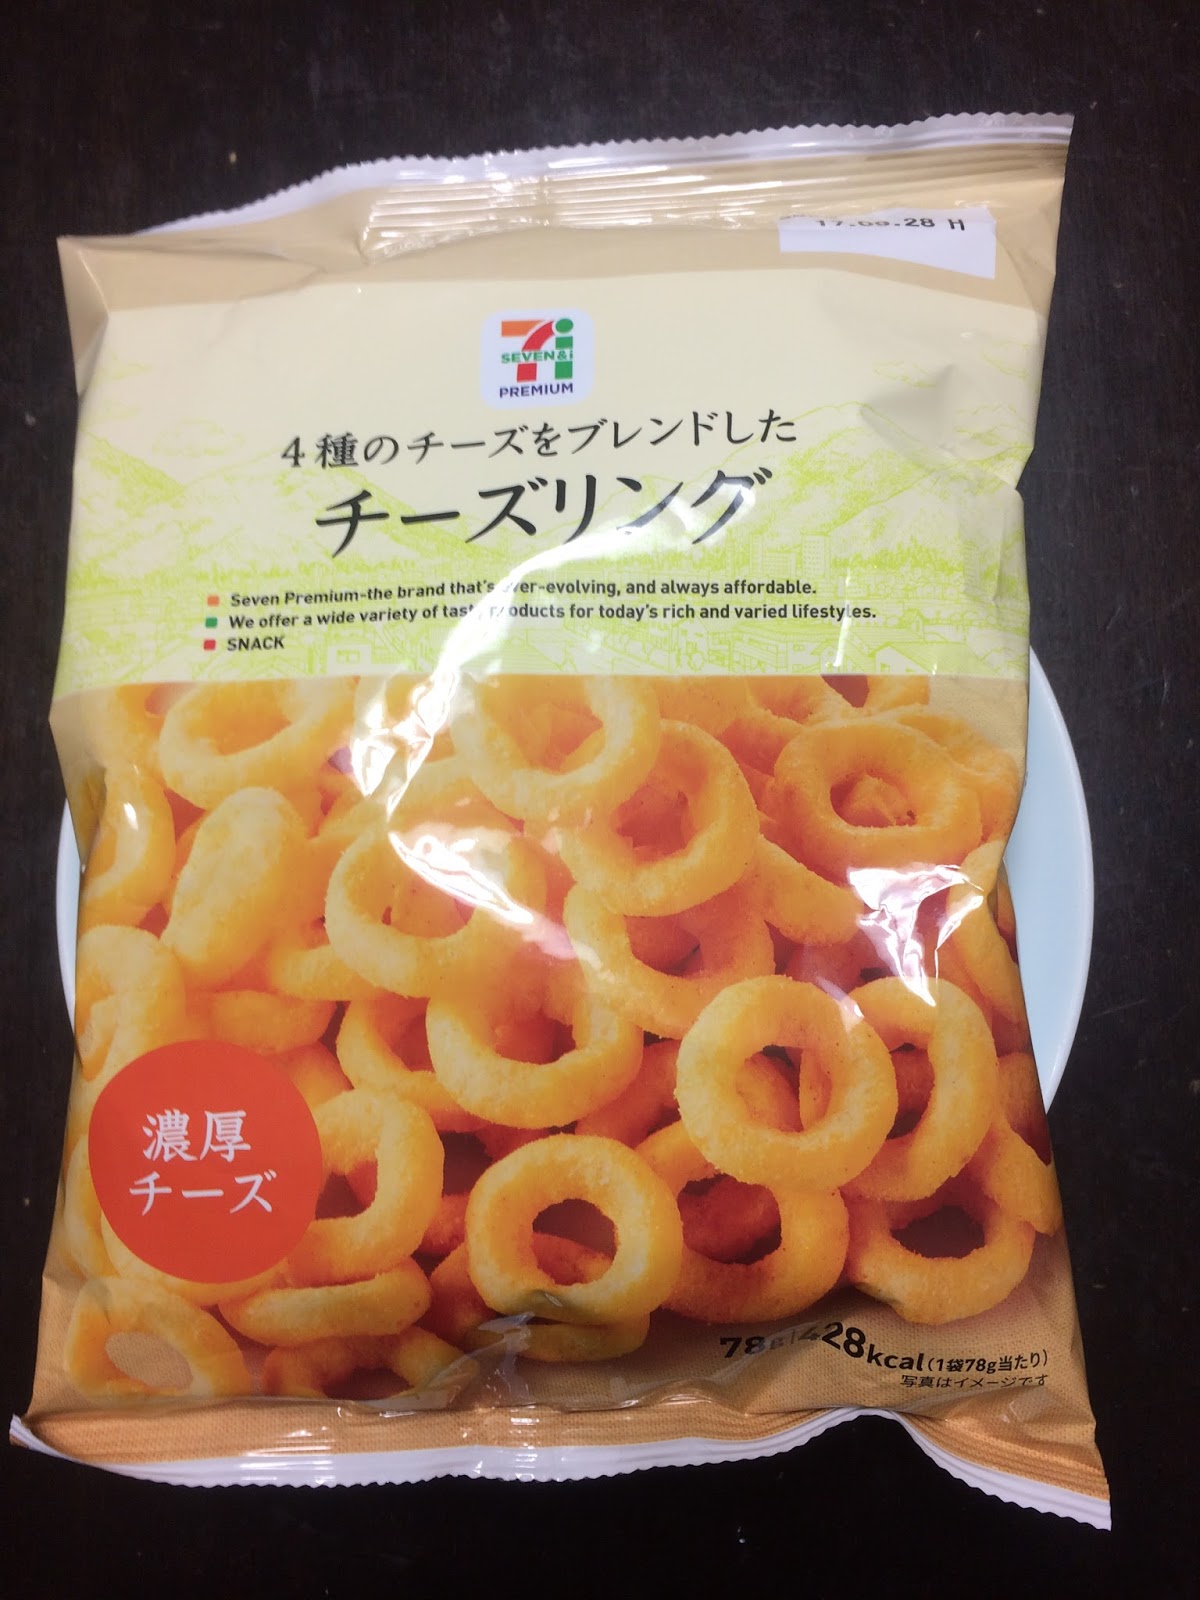 28 H
SEVEN&i
PREMIUM
4種のチーズをブレンドした
チーズリング
Seven Premium-the brand that's ever-evolving, and always affordable.
We offer a wide variety of tasty products for today's rich and varied lifestyles.
SNACK
濃厚
チーズ
78g 428kcal(1袋78g当たり)
写真はイメージです